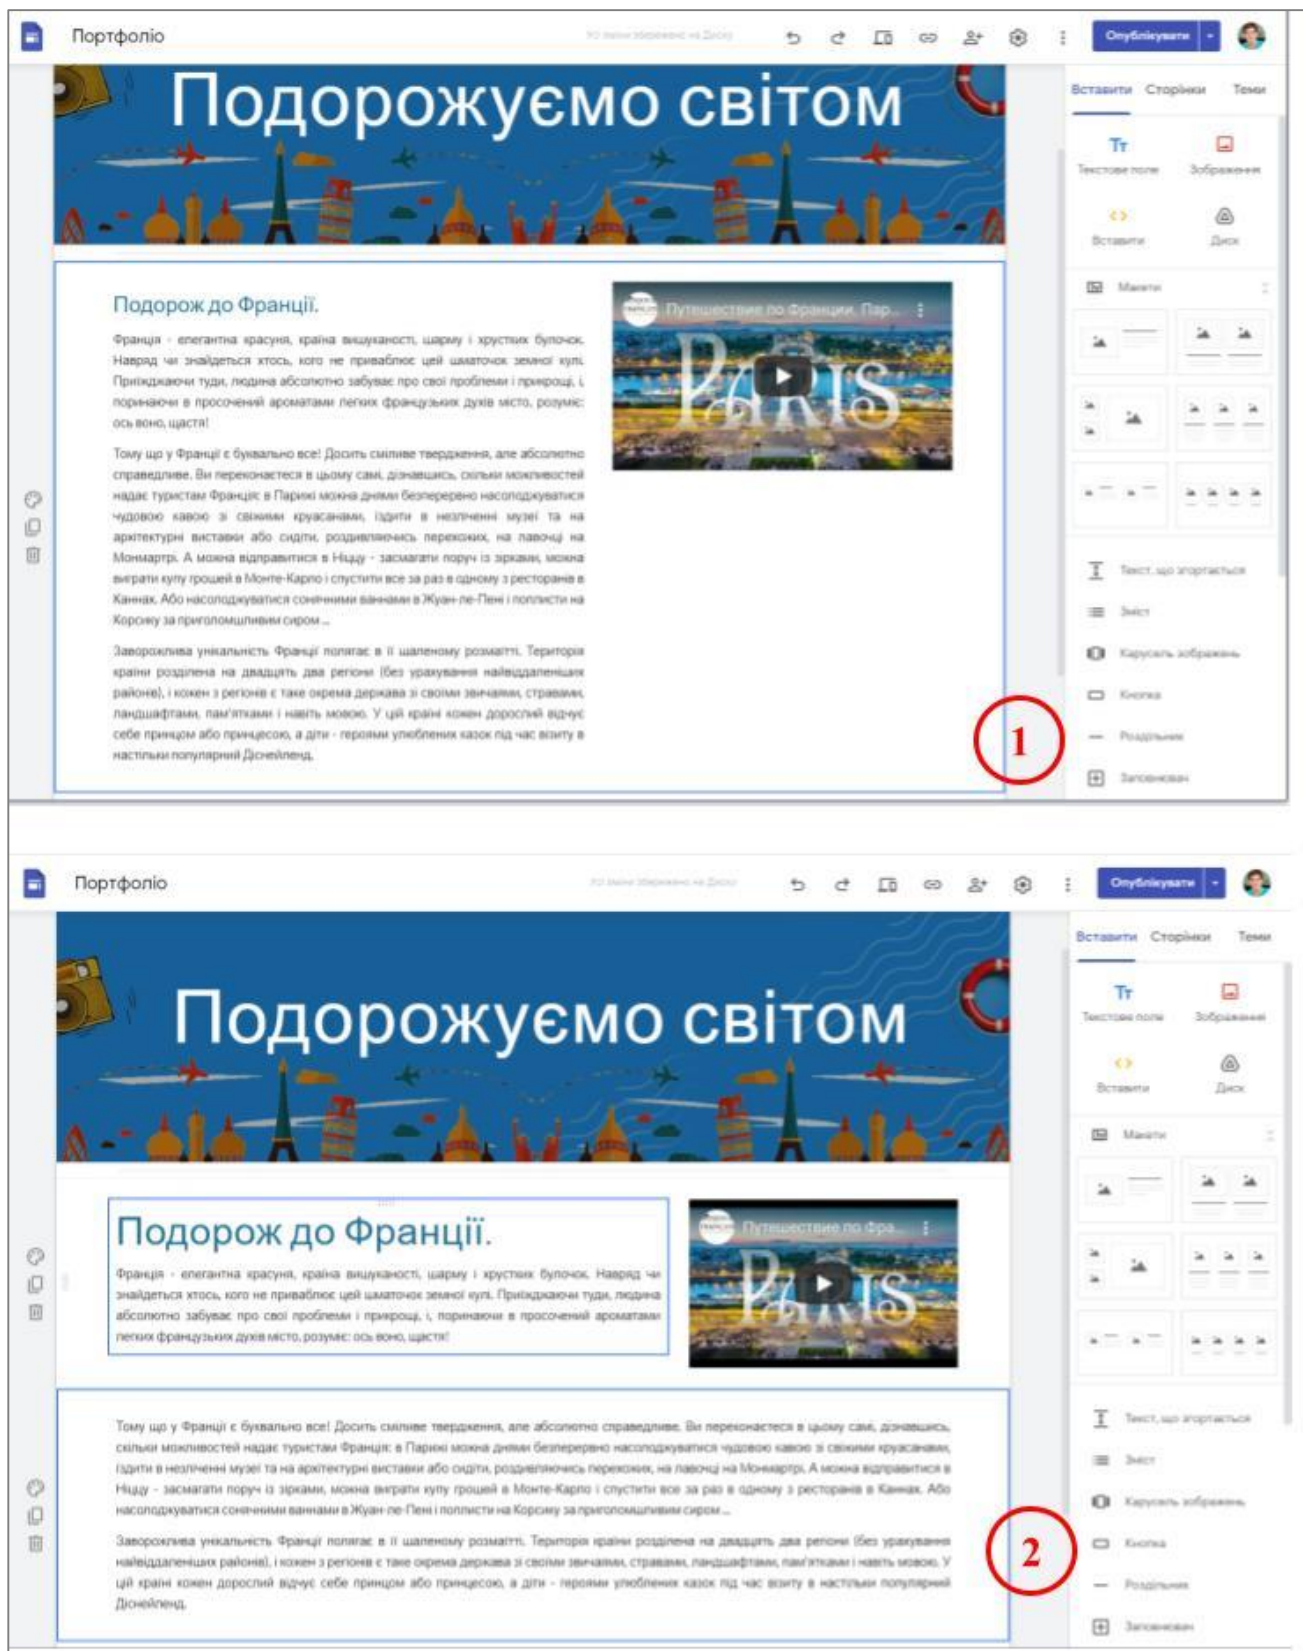 Портфоліо
Усі зміни збережено на Диску
Опублікувати
Подорожуємо світом
Вставити Сторінки Теми
Текстове поле Зображення
Вставити Диск
Макети
Подорож до Франції.
Франція - елегантна красуня, країна вишуканості, шарму і хрустких булочок.
Навряд чи знайдеться хтось, кого не приваблює цей шматочок земної кулі.
Приїжджаючи туди, людина абсолютно забуває про свої проблеми і прикрощі, і,
поринаючи в просочений ароматами легких французьких духів місто, розуміє:
ось воно, щастя!
Тому що у Франції є буквально все! Досить сміливе твердження, але абсолютно
справедливе. Ви переконаєтеся в цьому самі, дізнавшись, скільки можливостей
надає туристам Франція: в Парижі можна днями безперервно насолоджуватися
чудовою кавою зі свіжими круасанами, їздити в незліченні музеї та на
архітектурні виставки або сидіти, роздивляючись перехожих, на лавочці на
Монмартрі. А можна відправитися в Ніццу - засмагати поруч із зірками, можна
виграти купу грошей в Монте-Карло і спустити все за раз в одному з ресторанів в
Каннах. Або насолоджуватися сонячними ваннами в Жуан-ле-Пені і поплисти на
Корсику за приголомшливим сиром ...
Заворожлива унікальність Франції полягає в її шаленому розмаїтті. Територія
країни розділена на двадцять два регіони (без урахування найвіддаленіших
районів), і кожен з регіонів є таке окрема держава зі своїми звичаями, стравами,
ландшафтами, пам'ятками і навіть мовою. У цій країні кожен дорослий відчує
себе принцом або принцесою, а діти - героями улюблених казок під час візиту в
настільки популярний Діснейленд.
Путешествие по Франции. Пар...
PARIS
Текст, що згортається
Зміст
Карусель зображень
Кнопка
Роздільник
Заповнювач
1
Портфоліо
Усі зміни збережено на Диску
Опублікувати
Подорожуємо світом
Вставити Сторінки Теми
Текстове поле Зображення
Вставити Диск
Макети
Подорож до Франції.
Франція - елегантна красуня, країна вишуканості, шарму і хрустких булочок. Навряд чи
знайдеться хтось, кого не приваблює цей шматочок земної кулі. Приїжджаючи туди, людина
абсолютно забуває про свої проблеми і прикрощі, і, поринаючи в просочений ароматами
легких французьких духів місто, розуміє: ось воно, щастя!
Путешествие по Фра...
PARIS
Тому що у Франції є буквально все! Досить сміливе твердження, але абсолютно справедливе. Ви переконаєтеся в цьому самі, дізнавшись,
скільки можливостей надає туристам Франція: в Парижі можна днями безперервно насолоджуватися чудовою кавою зі свіжими круасанами,
їздити в незліченні музеї та на архітектурні виставки або сидіти, роздивляючись перехожих, на лавочці на Монмартрі. А можна відправитися в
Ніццу - засмагати поруч із зірками, можна виграти купу грошей в Монте-Карло і спустити все за раз в одному з ресторанів в Каннах. Або
насолоджуватися сонячними ваннами в Жуан-ле-Пені і поплисти на Корсику за приголомшливим сиром ...
Заворожлива унікальність Франції полягає в її шаленому розмаїтті. Територія країни розділена на двадцять два регіони (без урахування
найвіддаленіших районів), і кожен з регіонів є таке окрема держава зі своїми звичаями, стравами, ландшафтами, пам'ятками і навіть мовою. У
цій країні кожен дорослий відчує себе принцом або принцесою, а діти - героями улюблених казок під час візиту в настільки популярний
Діснейленд.
Текст, що згортається
Зміст
Карусель зображень
Кнопка
Роздільник
Заповнювач
2